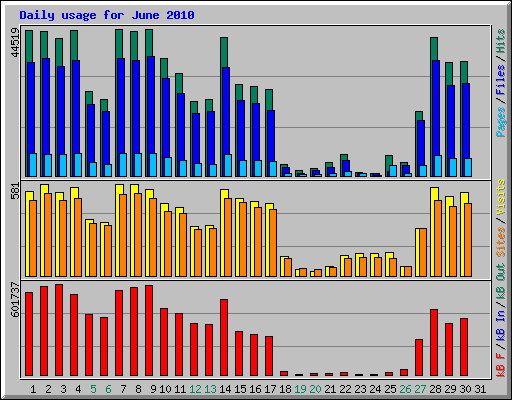 Daily usage for June 2010
44519
Pages / Files / Hits
581
Sites / Visits
601737
kB F / kB In / kB Out
1 2 3 4 5 6 7 8 9 10 11 12 13 14 15 16 17 18 19 20 21 22 23 24 25 26 27 28 29 30 31